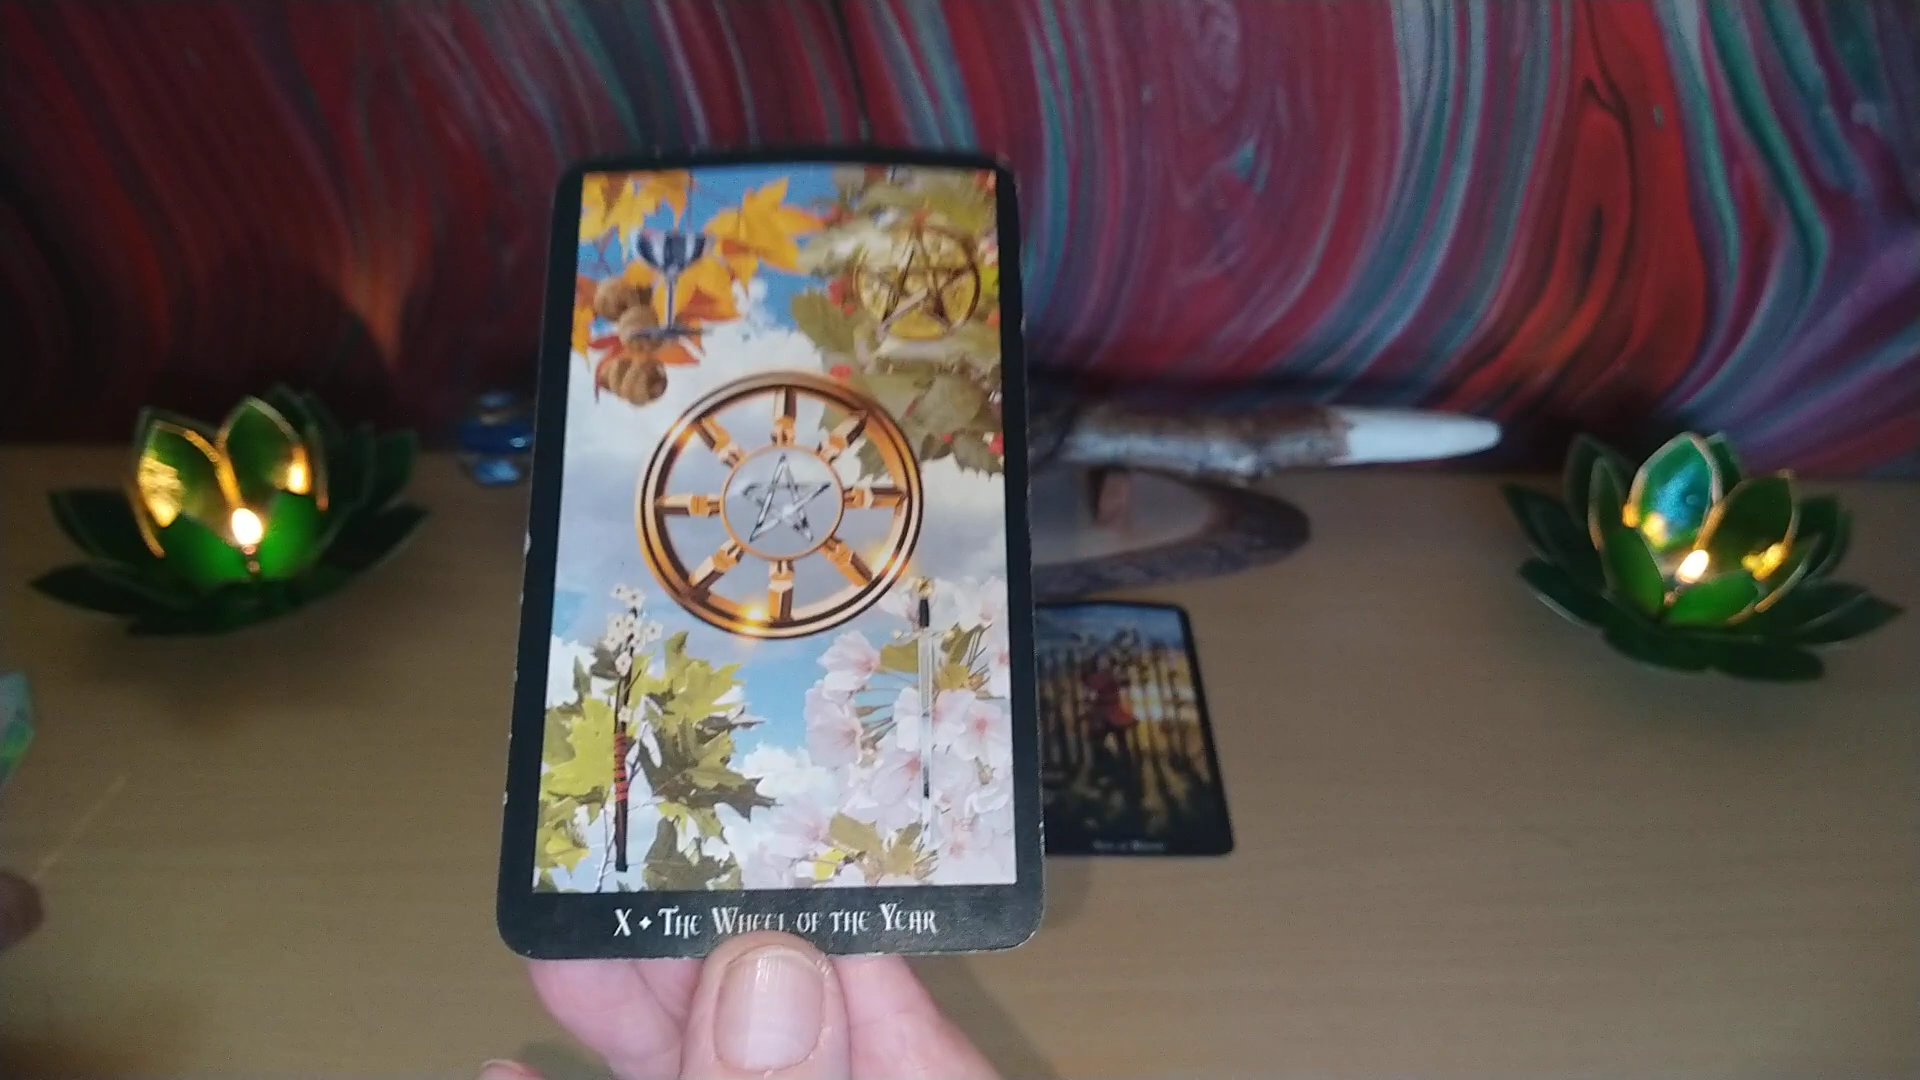 X ✦ The Wheel of the Year